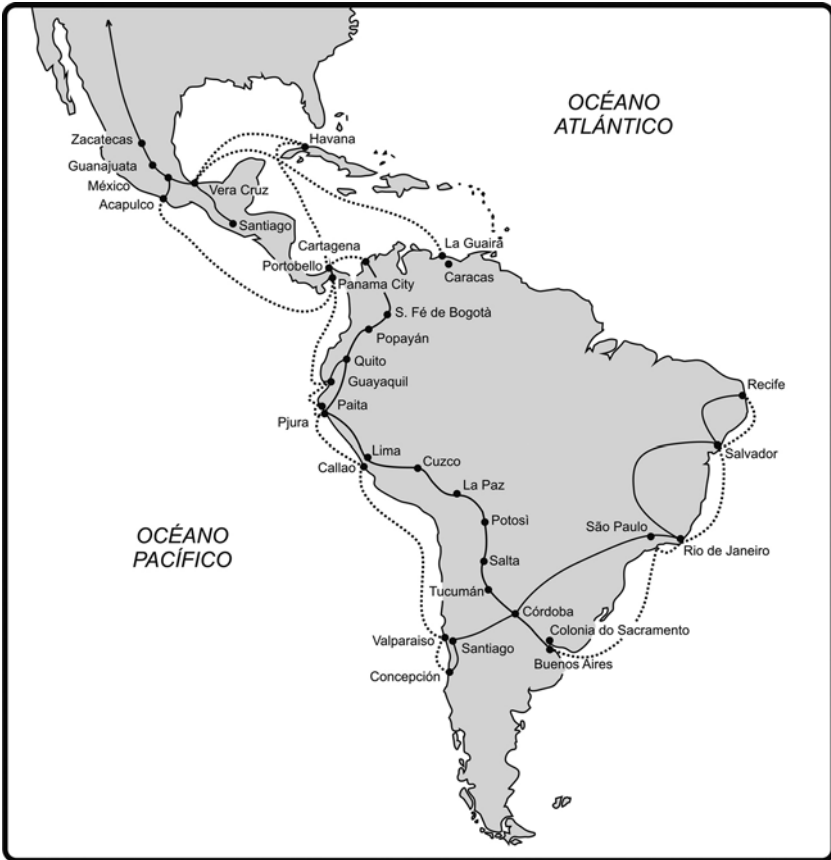 OCÉANO
ATLÁNTICO
Havana
Zacatecas
Guanajuata
México
Vera Cruz
Acapulco
Santiago
Cartagena
La Guaira
Portobello
Caracas
Panama City
S. Fé de Bogotà
Popayán
Quito
Guayaquil
Recife
Paita
Pjura
Lima
Salvador
Callao
Cuzco
La Paz
Potosì
São Paulo
OCÉANO
PACÍFICO
Rio de Janeiro
Salta
Tucumán
Córdoba
Colonia do Sacramento
Valparaiso
Santiago
Buenos Aires
Concepción